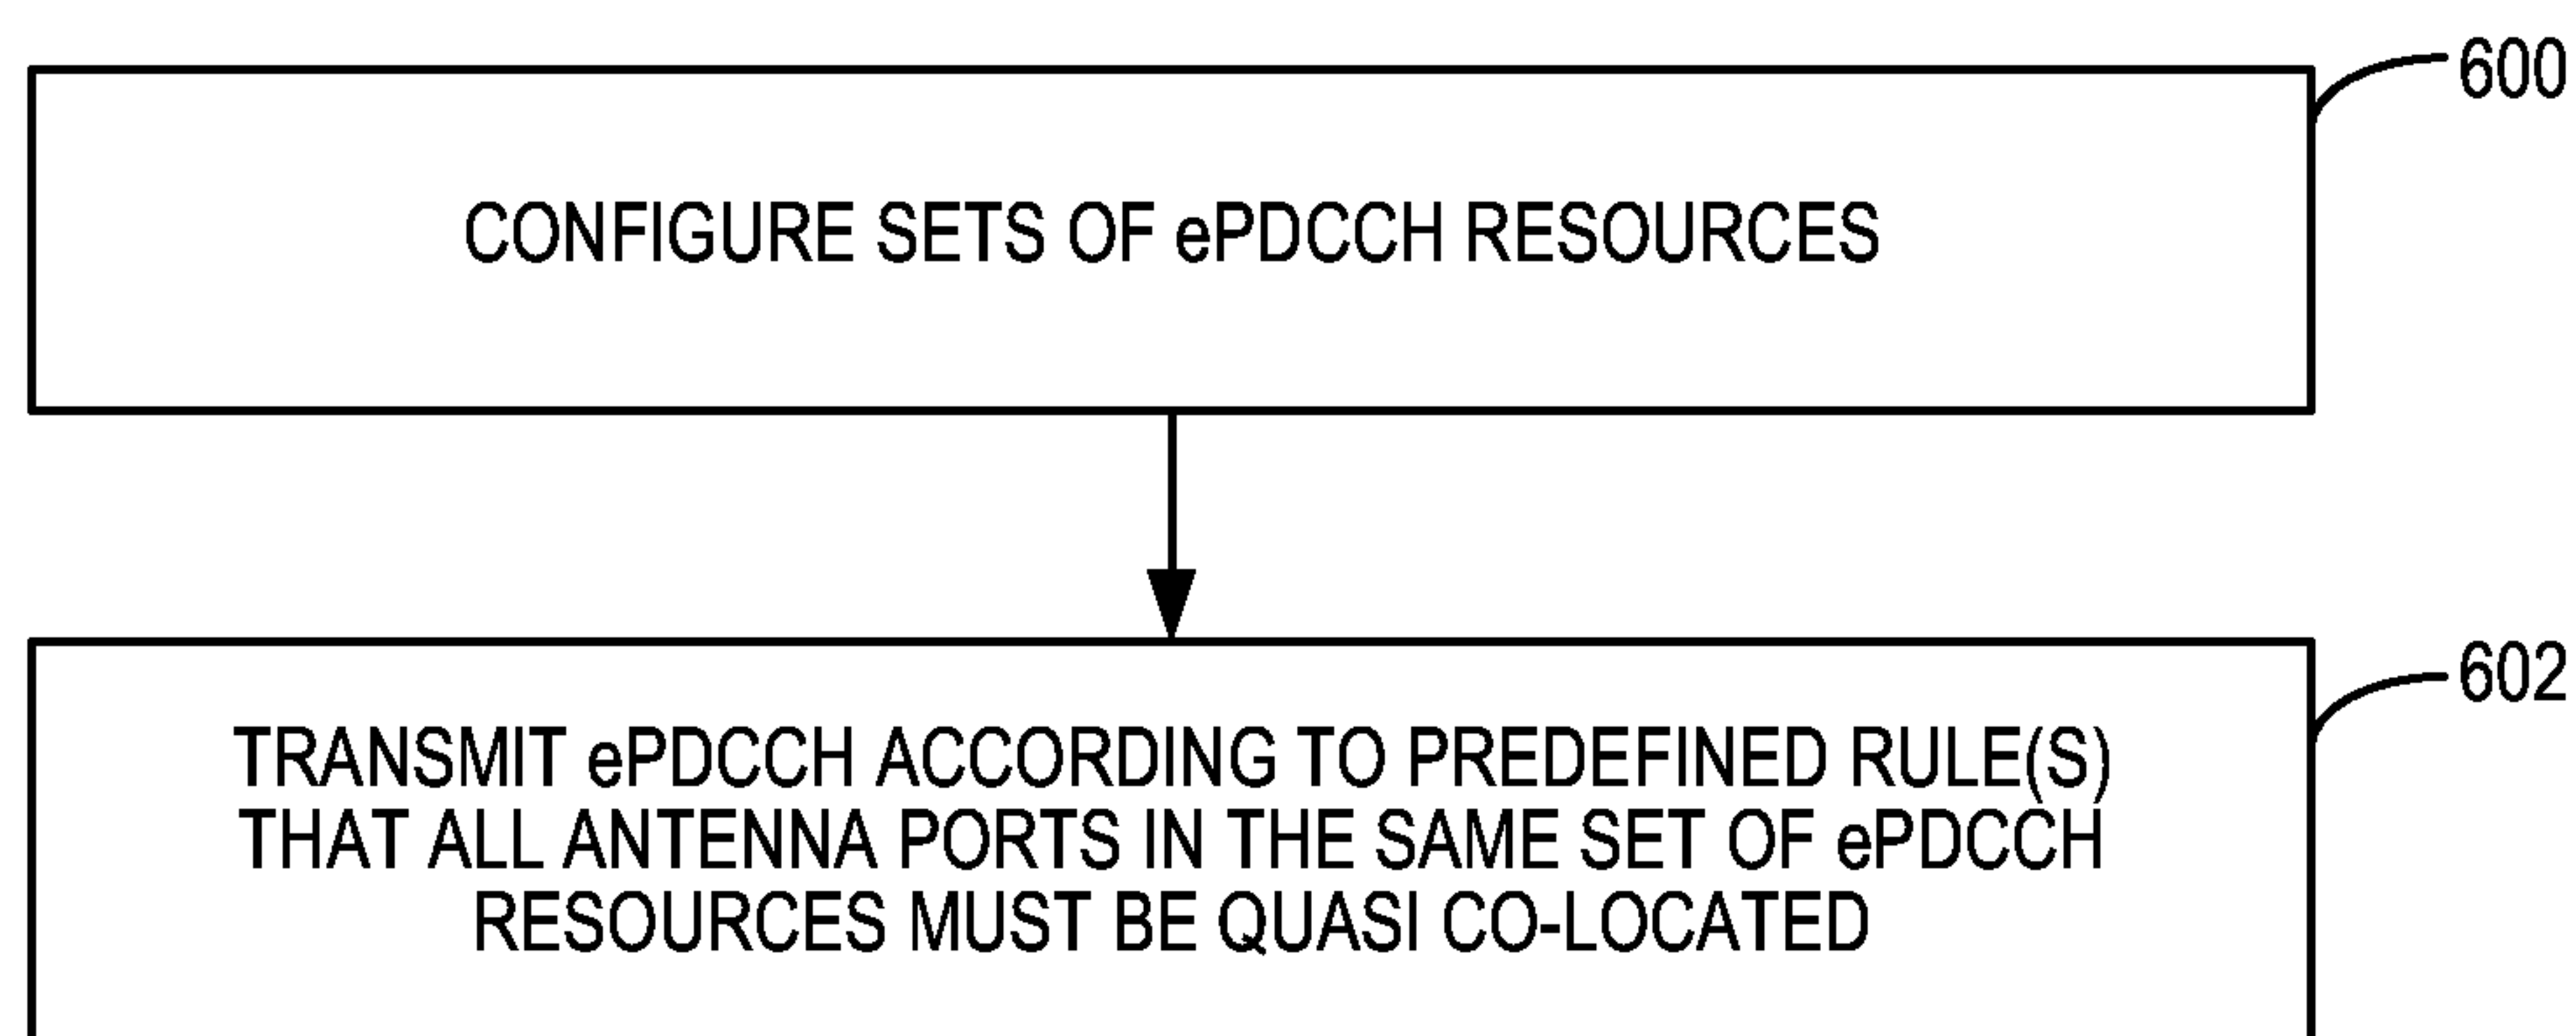 600
CONFIGURE SETS OF ePDCCH RESOURCES
602
TRANSMIT ePDCCH ACCORDING TO PREDEFINED RULE(S)
THAT ALL ANTENNA PORTS IN THE SAME SET OF ePDCCH
RESOURCES MUST BE QUASI CO-LOCATED